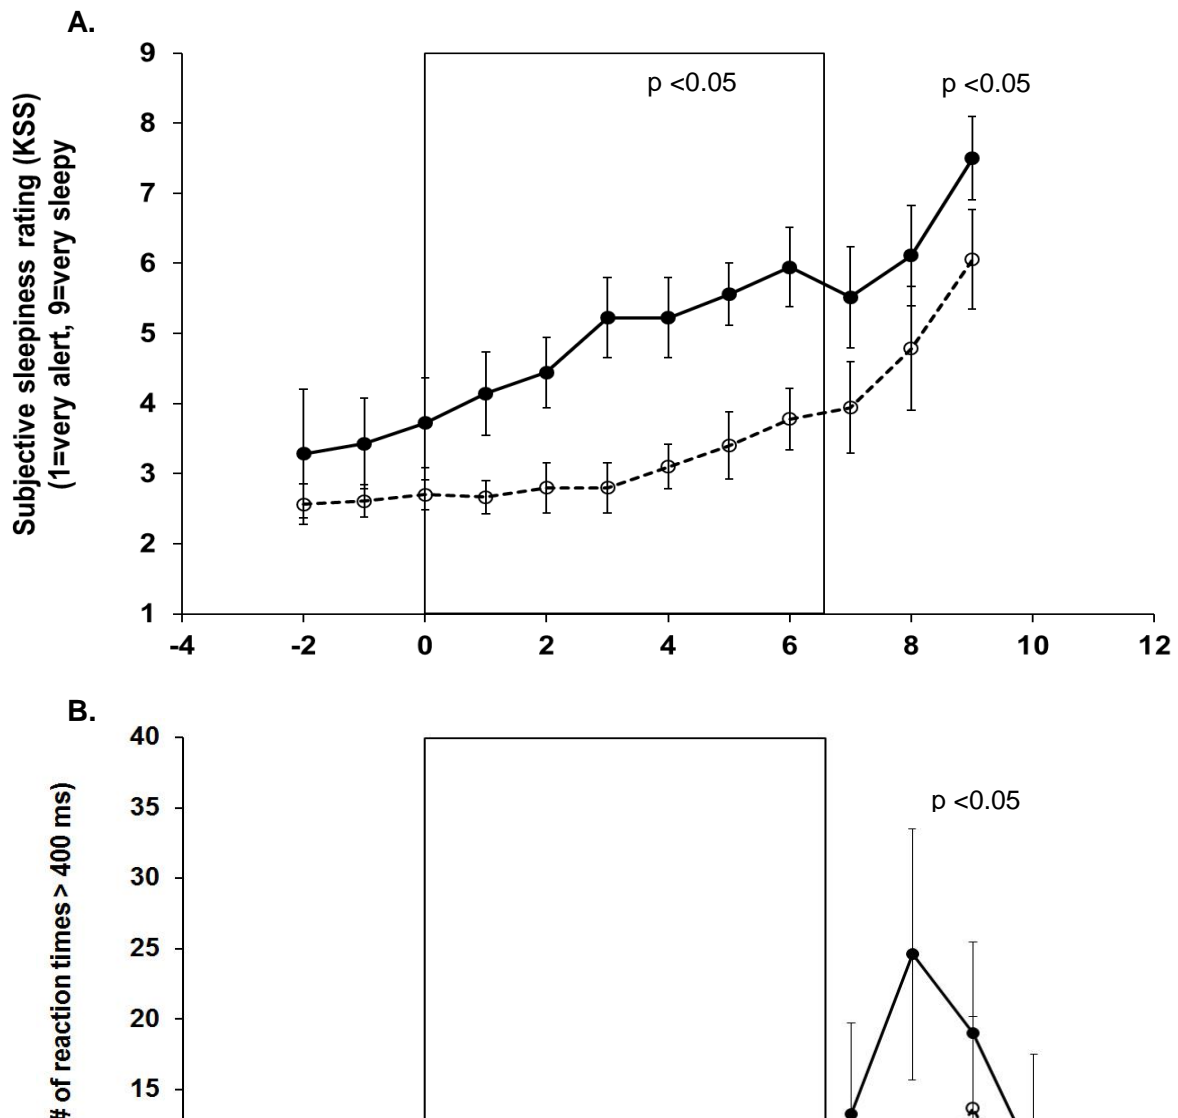 A.
Subjective sleepiness rating (KSS)
(1=very alert, 9=very sleepy
9
8
7
6
5
4
3
2
1
p <0.05
p <0.05
-4 -2 0 2 4 6 8 10 12
B.
# of reaction times > 400 ms)
40
35
30
25
20
15
p <0.05